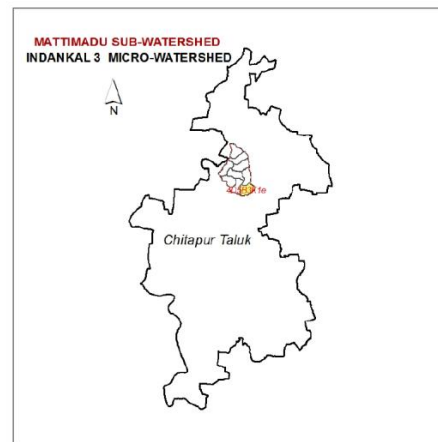 MATTIMADU SUB-WATERSHED
INDANKAL 3 MICRO-WATERSHED
N
Chitapur Taluk